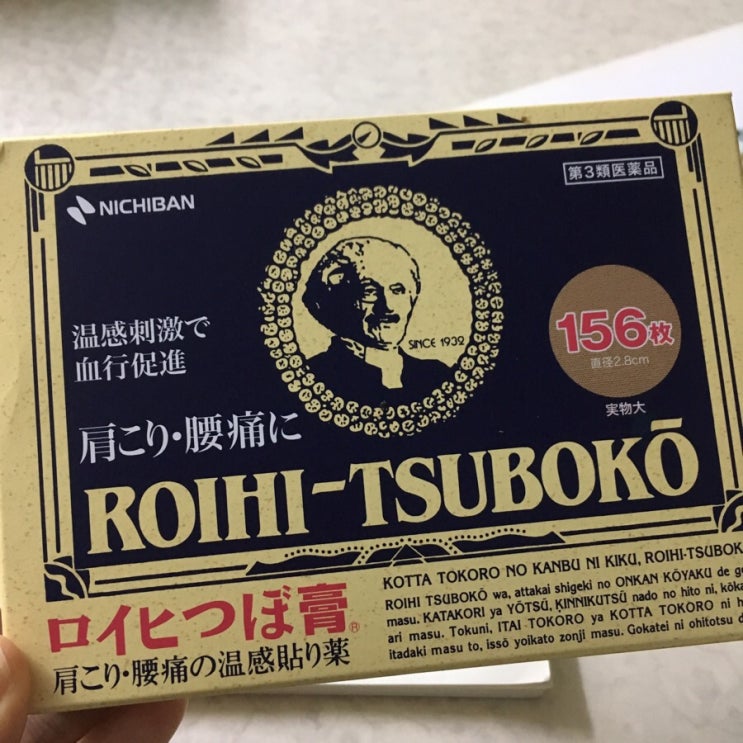 NICHIBAN
第3類医薬品
温感刺激で
血行促進
SINCE 1932
156枚
直径2.8cm
実物大
肩こり・腰痛に
ROIHI-TSUBOKŌ
ロイヒつぼ膏®
肩こり・腰痛の温感貼り薬
KOTTA TOKORO NO KANBU NI KIKU, ROIHI-TSUBOK
ROIHI TSUBOKŌ wa, attakai shigeki no ONKAN KŌYAKU de
masu. KATAKORI ya YŌTSŪ, KINNIKUTSŪ nado no hito ni, kōka
ari masu. Tokuni, ITAI TOKORO ya KOTTA TOKORO ni
itadaki masu to, issō yoikato zonji masu. Gokatei ni ohitotsu